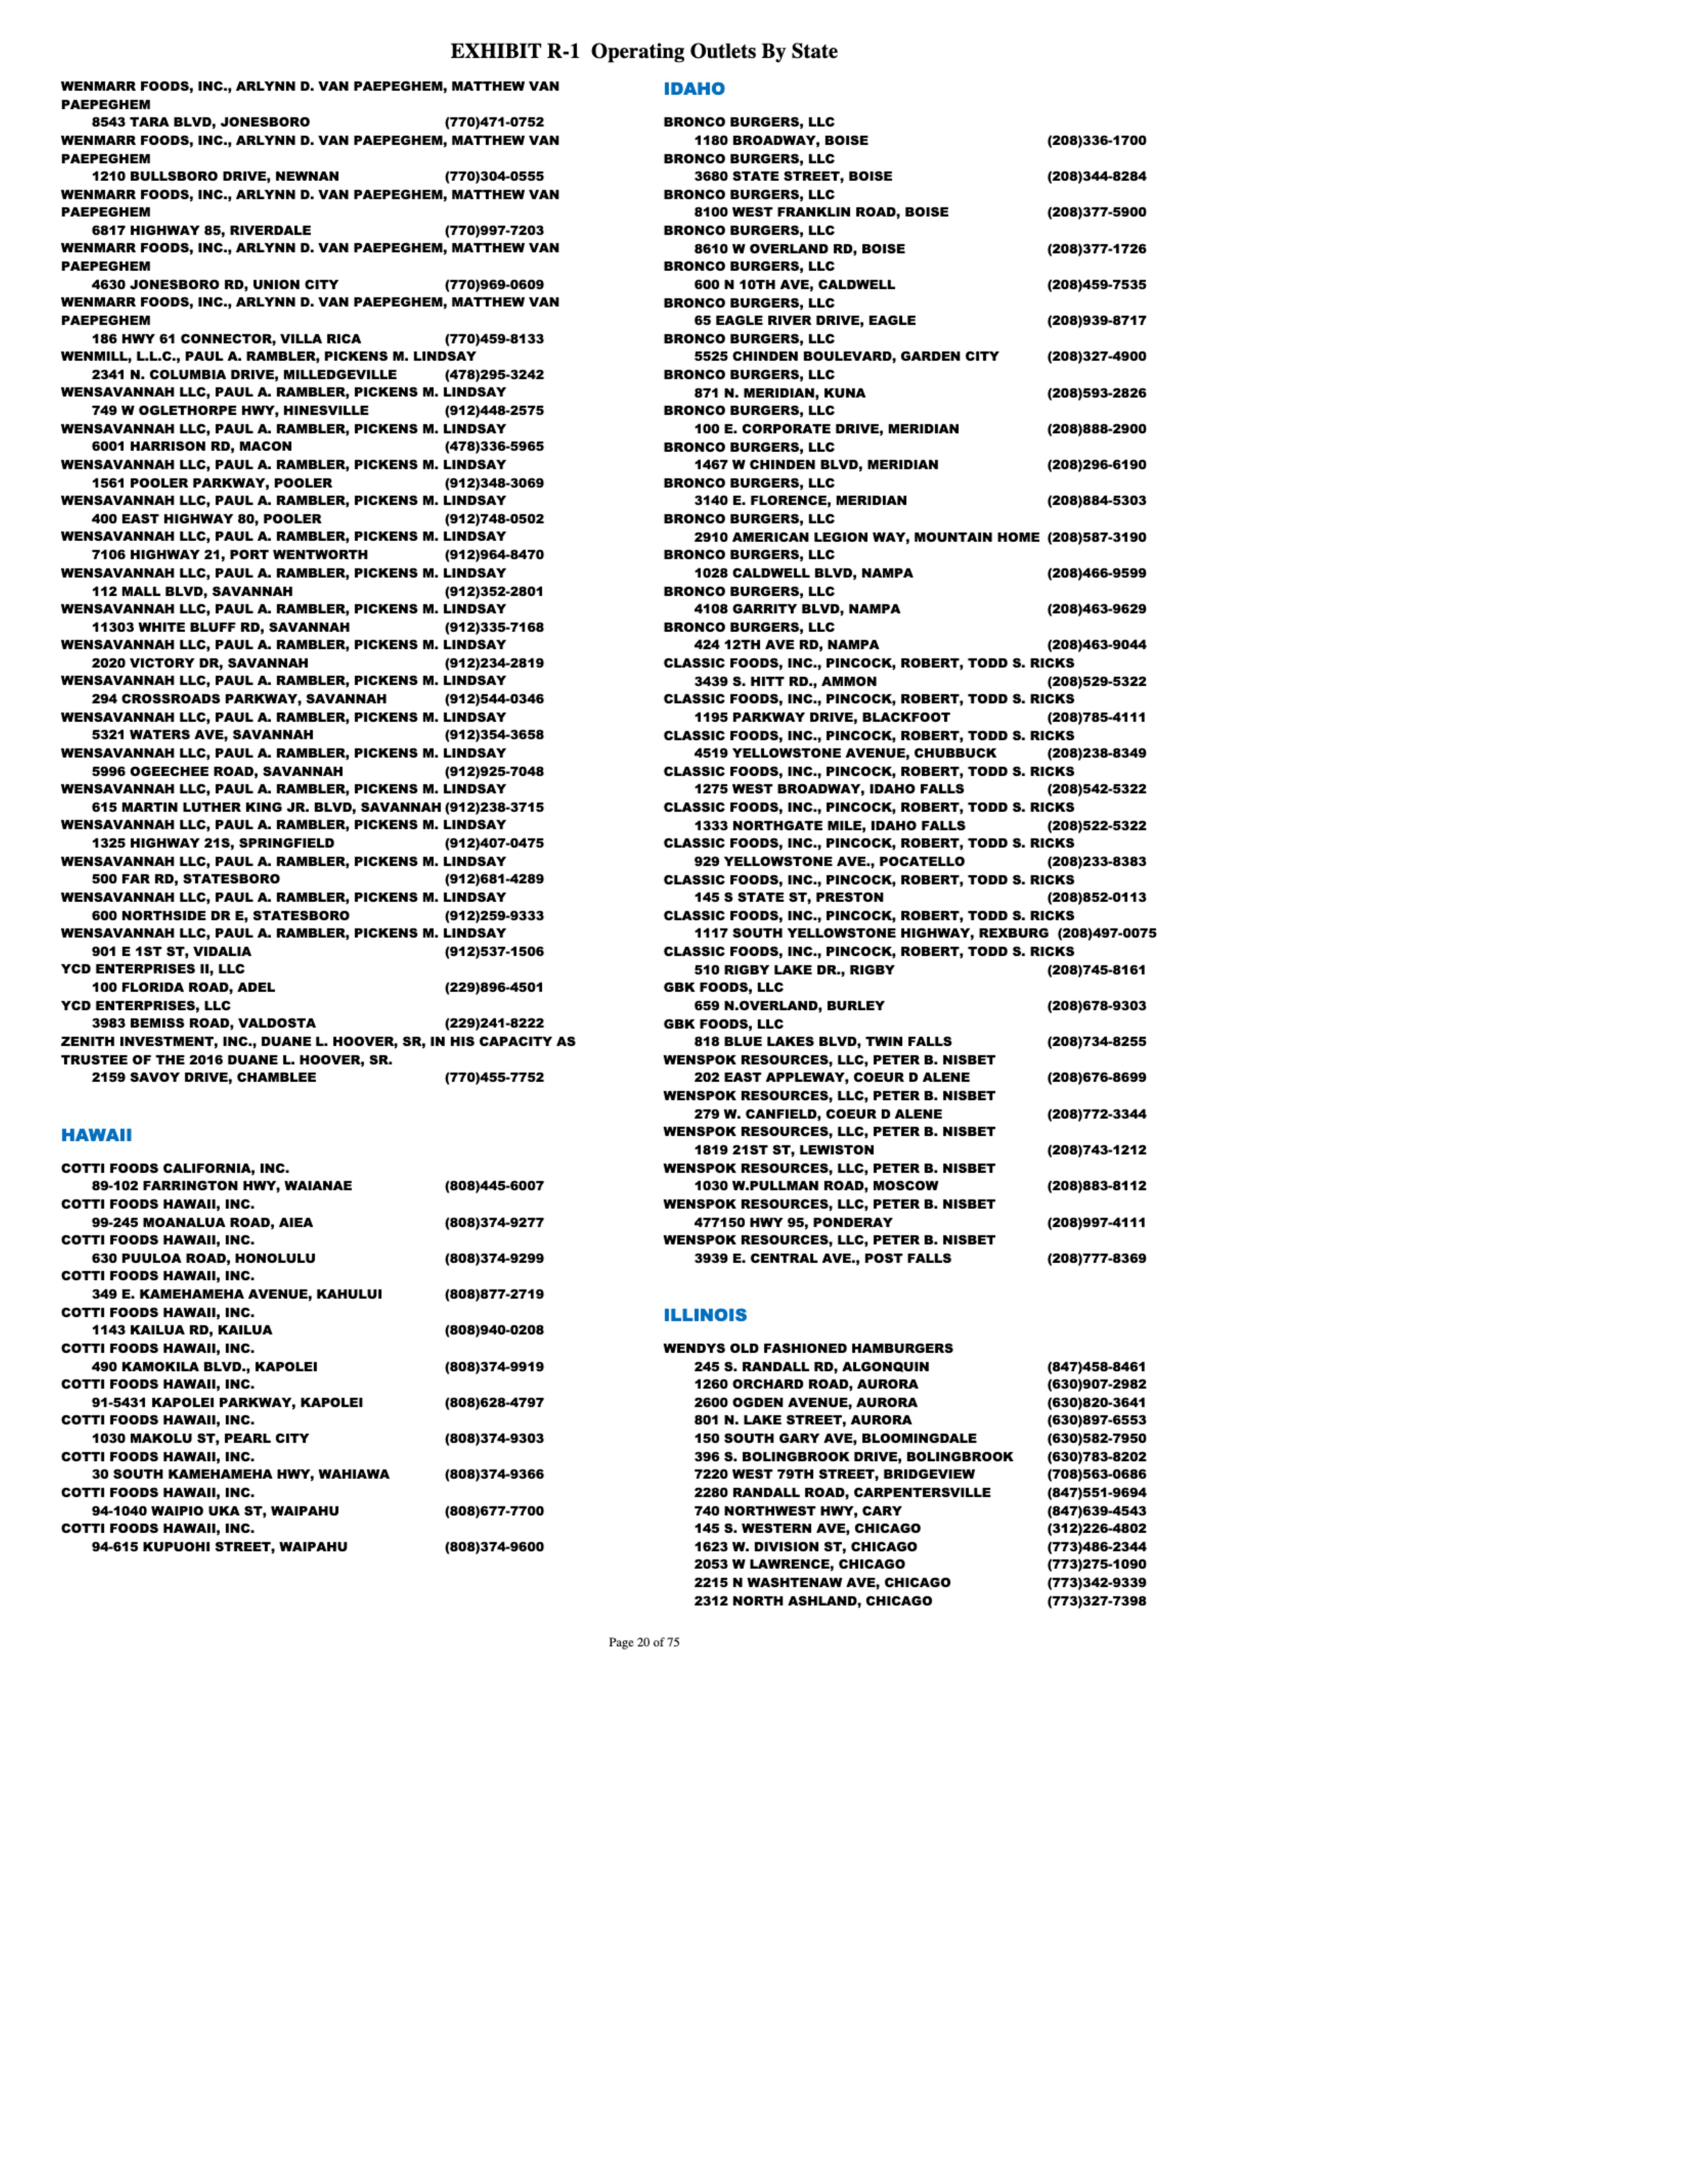 EXHIBIT R-1 Operating Outlets By State
WENMARR FOODS, INC., ARLYNN D. VAN PAEPEGHEM, MATTHEW VAN
PAEPEGHEM
8543 TARA BLVD, JONESBORO (770)471-0752
WENMARR FOODS, INC., ARLYNN D. VAN PAEPEGHEM, MATTHEW VAN
PAEPEGHEM
1210 BULLSBORO DRIVE, NEWNAN (770)304-0555
WENMARR FOODS, INC., ARLYNN D. VAN PAEPEGHEM, MATTHEW VAN
PAEPEGHEM
6817 HIGHWAY 85, RIVERDALE (770)997-7203
WENMARR FOODS, INC., ARLYNN D. VAN PAEPEGHEM, MATTHEW VAN
PAEPEGHEM
4630 JONESBORO RD, UNION CITY (770)969-0609
WENMARR FOODS, INC., ARLYNN D. VAN PAEPEGHEM, MATTHEW VAN
PAEPEGHEM
186 HWY 61 CONNECTOR, VILLA RICA (770)459-8133
WENMILL, L.L.C., PAUL A. RAMBLER, PICKENS M. LINDSAY
2341 N. COLUMBIA DRIVE, MILLEDGEVILLE (478)295-3242
WENSAVANNAH LLC, PAUL A. RAMBLER, PICKENS M. LINDSAY
749 W OGLETHORPE HWY, HINESVILLE (912)448-2575
WENSAVANNAH LLC, PAUL A. RAMBLER, PICKENS M. LINDSAY
6001 HARRISON RD, MACON (478)336-5965
WENSAVANNAH LLC, PAUL A. RAMBLER, PICKENS M. LINDSAY
1561 POOLER PARKWAY, POOLER (912)348-3069
WENSAVANNAH LLC, PAUL A. RAMBLER, PICKENS M. LINDSAY
400 EAST HIGHWAY 80, POOLER (912)748-0502
WENSAVANNAH LLC, PAUL A. RAMBLER, PICKENS M. LINDSAY
7106 HIGHWAY 21, PORT WENTWORTH (912)964-8470
WENSAVANNAH LLC, PAUL A. RAMBLER, PICKENS M. LINDSAY
112 MALL BLVD, SAVANNAH (912)352-2801
WENSAVANNAH LLC, PAUL A. RAMBLER, PICKENS M. LINDSAY
11303 WHITE BLUFF RD, SAVANNAH (912)335-7168
WENSAVANNAH LLC, PAUL A. RAMBLER, PICKENS M. LINDSAY
2020 VICTORY DR, SAVANNAH (912)234-2819
WENSAVANNAH LLC, PAUL A. RAMBLER, PICKENS M. LINDSAY
294 CROSSROADS PARKWAY, SAVANNAH (912)544-0346
WENSAVANNAH LLC, PAUL A. RAMBLER, PICKENS M. LINDSAY
5321 WATERS AVE, SAVANNAH (912)354-3658
WENSAVANNAH LLC, PAUL A. RAMBLER, PICKENS M. LINDSAY
5996 OGEECHEE ROAD, SAVANNAH (912)925-7048
WENSAVANNAH LLC, PAUL A. RAMBLER, PICKENS M. LINDSAY
615 MARTIN LUTHER KING JR. BLVD, SAVANNAH (912)238-3715
WENSAVANNAH LLC, PAUL A. RAMBLER, PICKENS M. LINDSAY
1325 HIGHWAY 21S, SPRINGFIELD (912)407-0475
WENSAVANNAH LLC, PAUL A. RAMBLER, PICKENS M. LINDSAY
500 FAR RD, STATESBORO (912)681-4289
WENSAVANNAH LLC, PAUL A. RAMBLER, PICKENS M. LINDSAY
600 NORTHSIDE DR E, STATESBORO (912)259-9333
WENSAVANNAH LLC, PAUL A. RAMBLER, PICKENS M. LINDSAY
901 E 1ST ST, VIDALIA (912)537-1506
YCD ENTERPRISES II, LLC
100 FLORIDA ROAD, ADEL (229)896-4501
YCD ENTERPRISES, LLC
3983 BEMISS ROAD, VALDOSTA (229)241-8222
ZENITH INVESTMENT, INC., DUANE L. HOOVER, SR, IN HIS CAPACITY AS
TRUSTEE OF THE 2016 DUANE L. HOOVER, SR.
2159 SAVOY DRIVE, CHAMBLEE (770)455-7752
HAWAII
COTTI FOODS CALIFORNIA, INC.
89-102 FARRINGTON HWY, WAIANAE (808)445-6007
COTTI FOODS HAWAII, INC.
99-245 MOANALUA ROAD, AIEA (808)374-9277
COTTI FOODS HAWAII, INC.
630 PUULOA ROAD, HONOLULU (808)374-9299
COTTI FOODS HAWAII, INC.
349 E. KAMEHAMEHA AVENUE, KAHULUI (808)877-2719
COTTI FOODS HAWAII, INC.
1143 KAILUA RD, KAILUA (808)940-0208
COTTI FOODS HAWAII, INC.
490 KAMOKILA BLVD., KAPOLEI (808)374-9919
COTTI FOODS HAWAII, INC.
91-5431 KAPOLEI PARKWAY, KAPOLEI (808)628-4797
COTTI FOODS HAWAII, INC.
1030 MAKOLU ST, PEARL CITY (808)374-9303
COTTI FOODS HAWAII, INC.
30 SOUTH KAMEHAMEHA HWY, WAHIAWA (808)374-9366
COTTI FOODS HAWAII, INC.
94-1040 WAIPIO UKA ST, WAIPAHU (808)677-7700
COTTI FOODS HAWAII, INC.
94-615 KUPUOHI STREET, WAIPAHU (808)374-9600
IDAHO
BRONCO BURGERS, LLC
1180 BROADWAY, BOISE (208)336-1700
BRONCO BURGERS, LLC
3680 STATE STREET, BOISE (208)344-8284
BRONCO BURGERS, LLC
8100 WEST FRANKLIN ROAD, BOISE (208)377-5900
BRONCO BURGERS, LLC
8610 W OVERLAND RD, BOISE (208)377-1726
BRONCO BURGERS, LLC
600 N 10TH AVE, CALDWELL (208)459-7535
BRONCO BURGERS, LLC
65 EAGLE RIVER DRIVE, EAGLE (208)939-8717
BRONCO BURGERS, LLC
5525 CHINDEN BOULEVARD, GARDEN CITY (208)327-4900
BRONCO BURGERS, LLC
871 N. MERIDIAN, KUNA (208)593-2826
BRONCO BURGERS, LLC
100 E. CORPORATE DRIVE, MERIDIAN (208)888-2900
BRONCO BURGERS, LLC
1467 W CHINDEN BLVD, MERIDIAN (208)296-6190
BRONCO BURGERS, LLC
3140 E. FLORENCE, MERIDIAN (208)884-5303
BRONCO BURGERS, LLC
2910 AMERICAN LEGION WAY, MOUNTAIN HOME (208)587-3190
BRONCO BURGERS, LLC
1028 CALDWELL BLVD, NAMPA (208)466-9599
BRONCO BURGERS, LLC
4108 GARRITY BLVD, NAMPA (208)463-9629
BRONCO BURGERS, LLC
424 12TH AVE RD, NAMPA (208)463-9044
CLASSIC FOODS, INC., PINCOCK, ROBERT, TODD S. RICKS
3439 S. HITT RD., AMMON (208)529-5322
CLASSIC FOODS, INC., PINCOCK, ROBERT, TODD S. RICKS
1195 PARKWAY DRIVE, BLACKFOOT (208)785-4111
CLASSIC FOODS, INC., PINCOCK, ROBERT, TODD S. RICKS
4519 YELLOWSTONE AVENUE, CHUBBUCK (208)238-8349
CLASSIC FOODS, INC., PINCOCK, ROBERT, TODD S. RICKS
1275 WEST BROADWAY, IDAHO FALLS (208)542-5322
CLASSIC FOODS, INC., PINCOCK, ROBERT, TODD S. RICKS
1333 NORTHGATE MILE, IDAHO FALLS (208)522-5322
CLASSIC FOODS, INC., PINCOCK, ROBERT, TODD S. RICKS
929 YELLOWSTONE AVE., POCATELLO (208)233-8383
CLASSIC FOODS, INC., PINCOCK, ROBERT, TODD S. RICKS
145 S STATE ST, PRESTON (208)852-0113
CLASSIC FOODS, INC., PINCOCK, ROBERT, TODD S. RICKS
1117 SOUTH YELLOWSTONE HIGHWAY, REXBURG (208)497-0075
CLASSIC FOODS, INC., PINCOCK, ROBERT, TODD S. RICKS
510 RIGBY LAKE DR., RIGBY (208)745-8161
GBK FOODS, LLC
659 N.OVERLAND, BURLEY (208)678-9303
GBK FOODS, LLC
818 BLUE LAKES BLVD, TWIN FALLS (208)734-8255
WENSPOK RESOURCES, LLC, PETER B. NISBET
202 EAST APPLEWAY, COEUR D ALENE (208)676-8699
WENSPOK RESOURCES, LLC, PETER B. NISBET
279 W. CANFIELD, COEUR D ALENE (208)772-3344
WENSPOK RESOURCES, LLC, PETER B. NISBET
1819 21ST ST, LEWISTON (208)743-1212
WENSPOK RESOURCES, LLC, PETER B. NISBET
1030 W.PULLMAN ROAD, MOSCOW (208)883-8112
WENSPOK RESOURCES, LLC, PETER B. NISBET
477150 HWY 95, PONDERAY (208)997-4111
WENSPOK RESOURCES, LLC, PETER B. NISBET
3939 E. CENTRAL AVE., POST FALLS (208)777-8369
ILLINOIS
WENDYS OLD FASHIONED HAMBURGERS
245 S. RANDALL RD, ALGONQUIN (847)458-8461
1260 ORCHARD ROAD, AURORA (630)907-2982
2600 OGDEN AVENUE, AURORA (630)820-3641
801 N. LAKE STREET, AURORA (630)897-6553
150 SOUTH GARY AVE, BLOOMINGDALE (630)582-7950
396 S. BOLINGBROOK DRIVE, BOLINGBROOK (630)783-8202
7220 WEST 79TH STREET, BRIDGEVIEW (708)563-0686
2280 RANDALL ROAD, CARPENTERSVILLE (847)551-9694
740 NORTHWEST HWY, CARY (847)639-4543
145 S. WESTERN AVE, CHICAGO (312)226-4802
1623 W. DIVISION ST, CHICAGO (773)486-2344
2053 W LAWRENCE, CHICAGO (773)275-1090
2215 N WASHTENAW AVE, CHICAGO (773)342-9339
2312 NORTH ASHLAND, CHICAGO (773)327-7398
Page 20 of 75